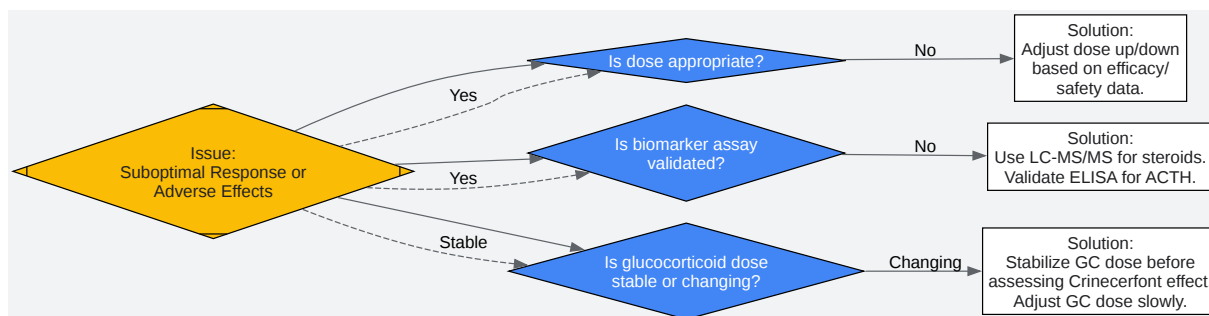 Issue:
Suboptimal Response or
Adverse Effects
Yes
Is dose appropriate?
No
Solution:
Adjust dose up/down
based on efficacy/
safety data.
Yes
Is biomarker assay
validated?
No
Solution:
Use LC-MS/MS for steroids.
Validate ELISA for ACTH.
Stable
Is glucocorticoid dose
stable or changing?
Changing
Solution:
Stabilize GC dose before
assessing Crinecerfont effect
Adjust GC dose slowly.